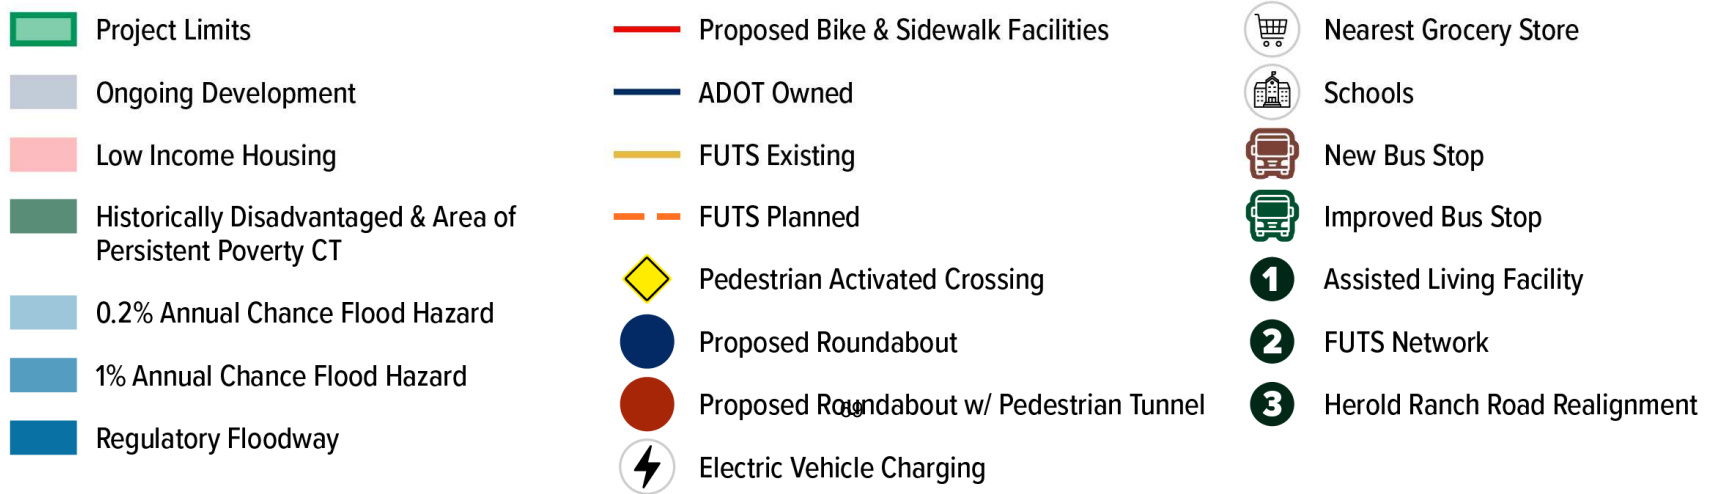 Project Limits
Ongoing Development
Low Income Housing
Historically Disadvantaged & Area of
Persistent Poverty CT
0.2% Annual Chance Flood Hazard
1% Annual Chance Flood Hazard
Regulatory Floodway
Proposed Bike & Sidewalk Facilities
ADOT Owned
FUTS Existing
FUTS Planned
Pedestrian Activated Crossing
Proposed Roundabout
Proposed Roundabout w/ Pedestrian Tunnel
69
Electric Vehicle Charging
Nearest Grocery Store
Schools
New Bus Stop
Improved Bus Stop
1 Assisted Living Facility
2 FUTS Network
3 Herold Ranch Road Realignment